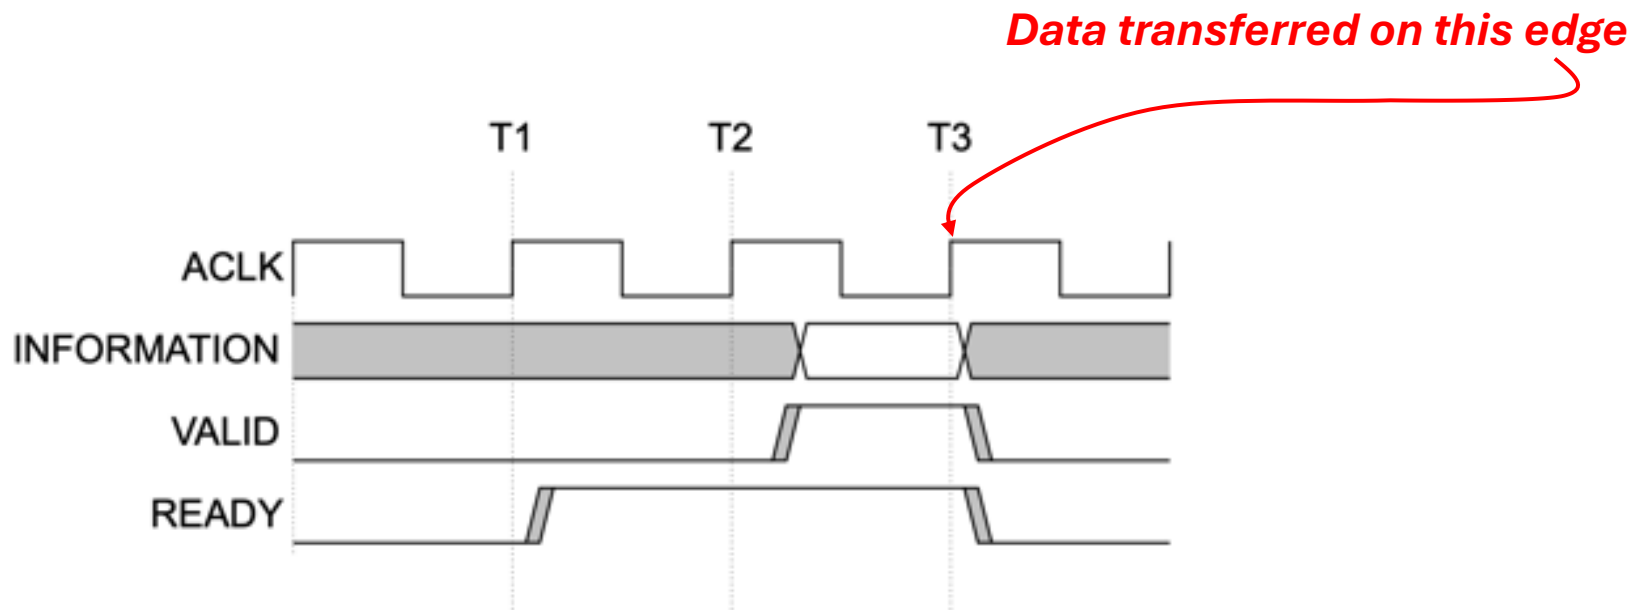 Data transferred on this edge
T1 T2 T3
ACLK
INFORMATION
VALID
READY